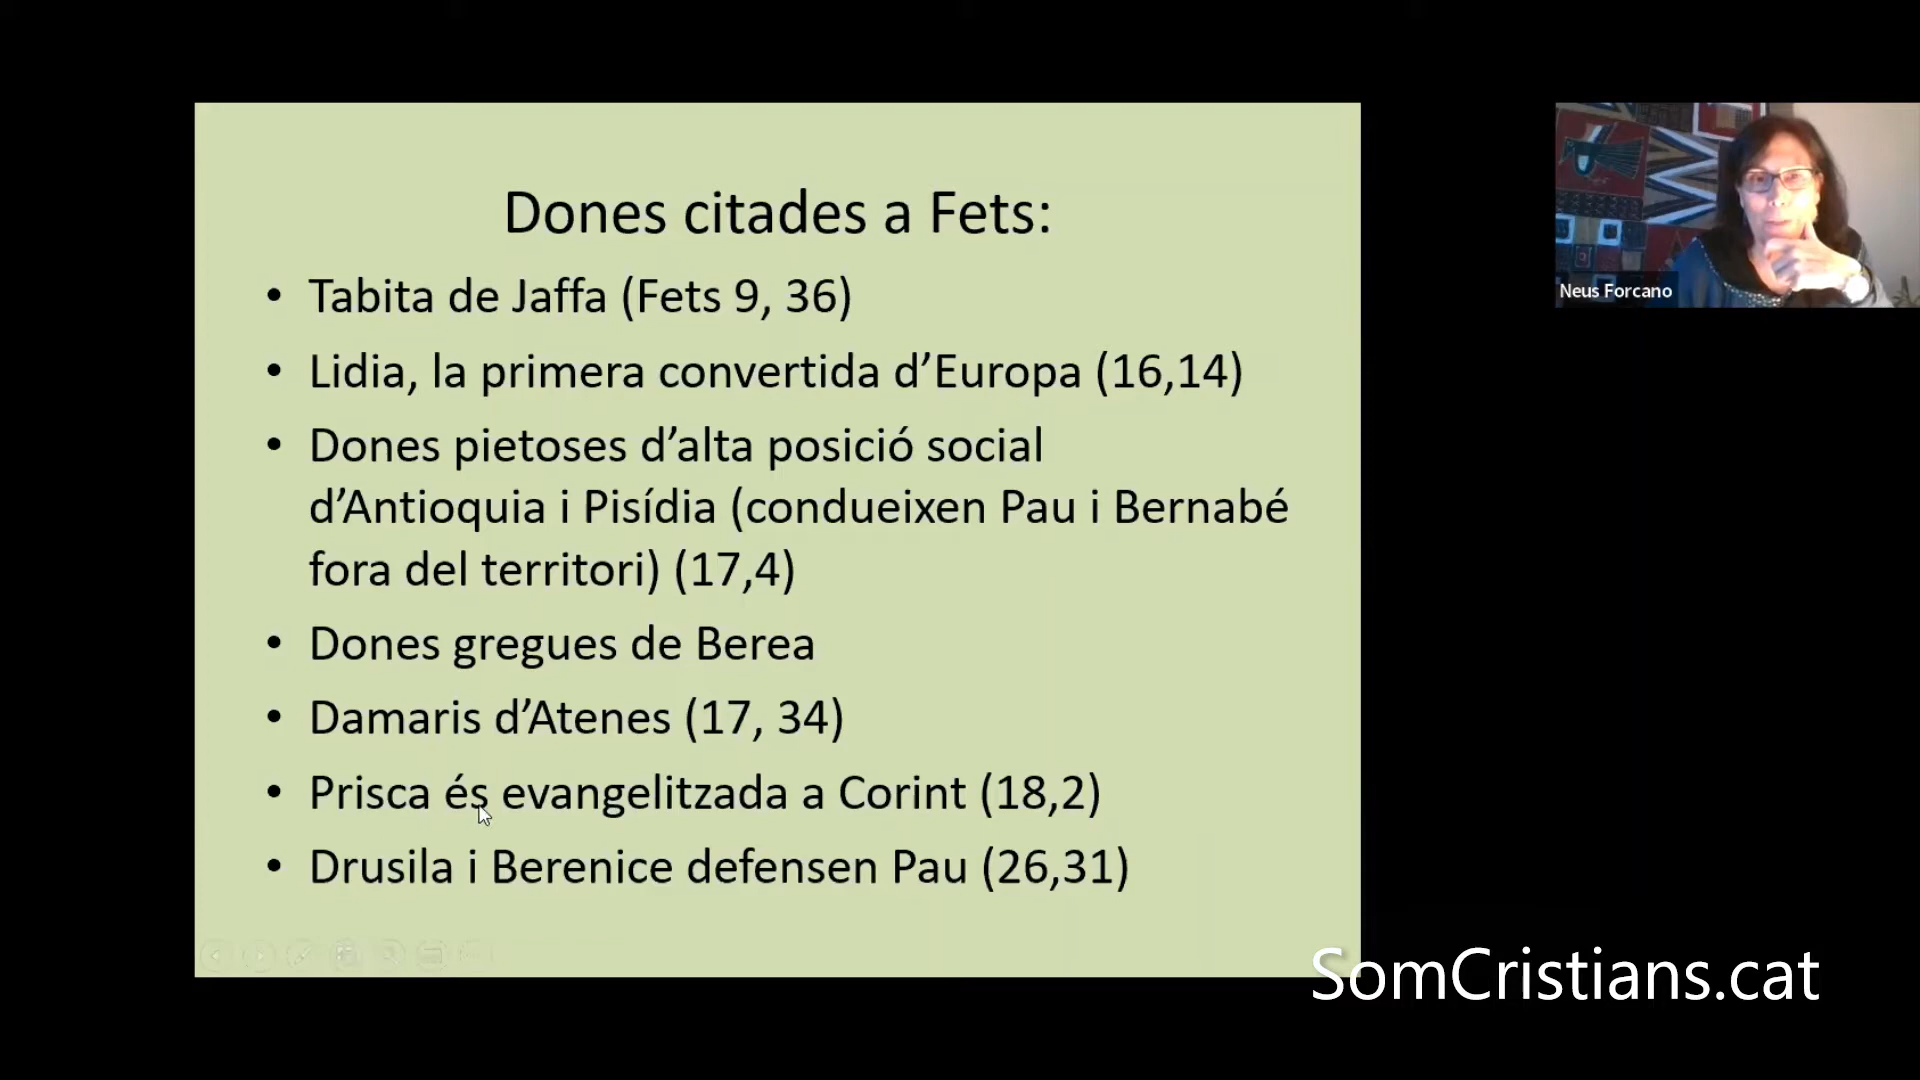 Dones citades a Fets:
• Tabita de Jaffa (Fets 9, 36)
• Lidia, la primera convertida d’Europa (16,14)
• Dones pietoses d’alta posició social
d’Antioquia i Pisídia (condueixen Pau i Bernabé
fora del territori) (17,4)
• Dones gregues de Berea
• Damaris d’Atenes (17, 34)
• Prisca és evangelitzada a Corint (18,2)
• Drusila i Berenice defensen Pau (26,31)
Neus Forcano
SomCristians.cat